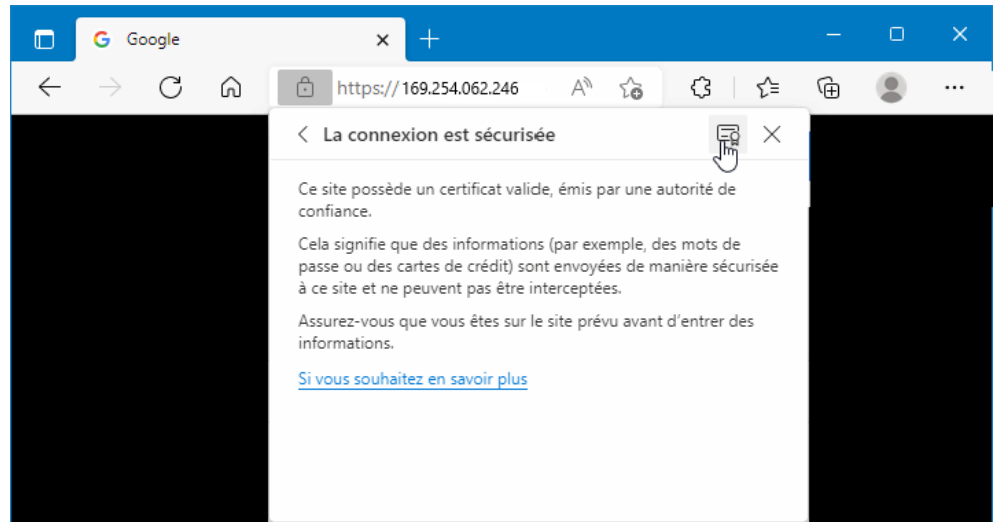 Google
https://169.254.062.246
La connexion est sécurisée
Ce site possède un certificat valide, émis par une autorité de
confiance.
Cela signifie que des informations (par exemple, des mots de
passe ou des cartes de crédit) sont envoyées de manière sécurisée
à ce site et ne peuvent pas être interceptées.
Assurez-vous que vous êtes sur le site prévu avant d'entrer des
informations.
Si vous souhaitez en savoir plus